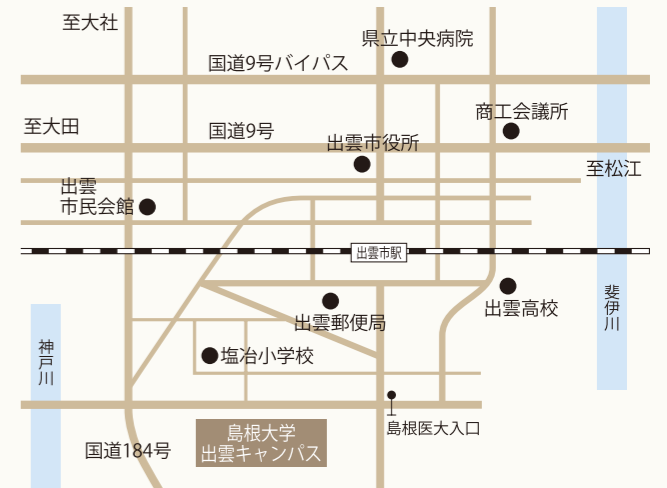 至大社
県立中央病院
国道9号バイパス
商工会議所
至大田
国道9号
出雲市役所
至松江
出雲
市民会館
出雲市駅
斐伊川
出雲高校
出雲郵便局
神戸川
塩冶小学校
島根大学
出雲キャンパス
島根医大入口
国道184号